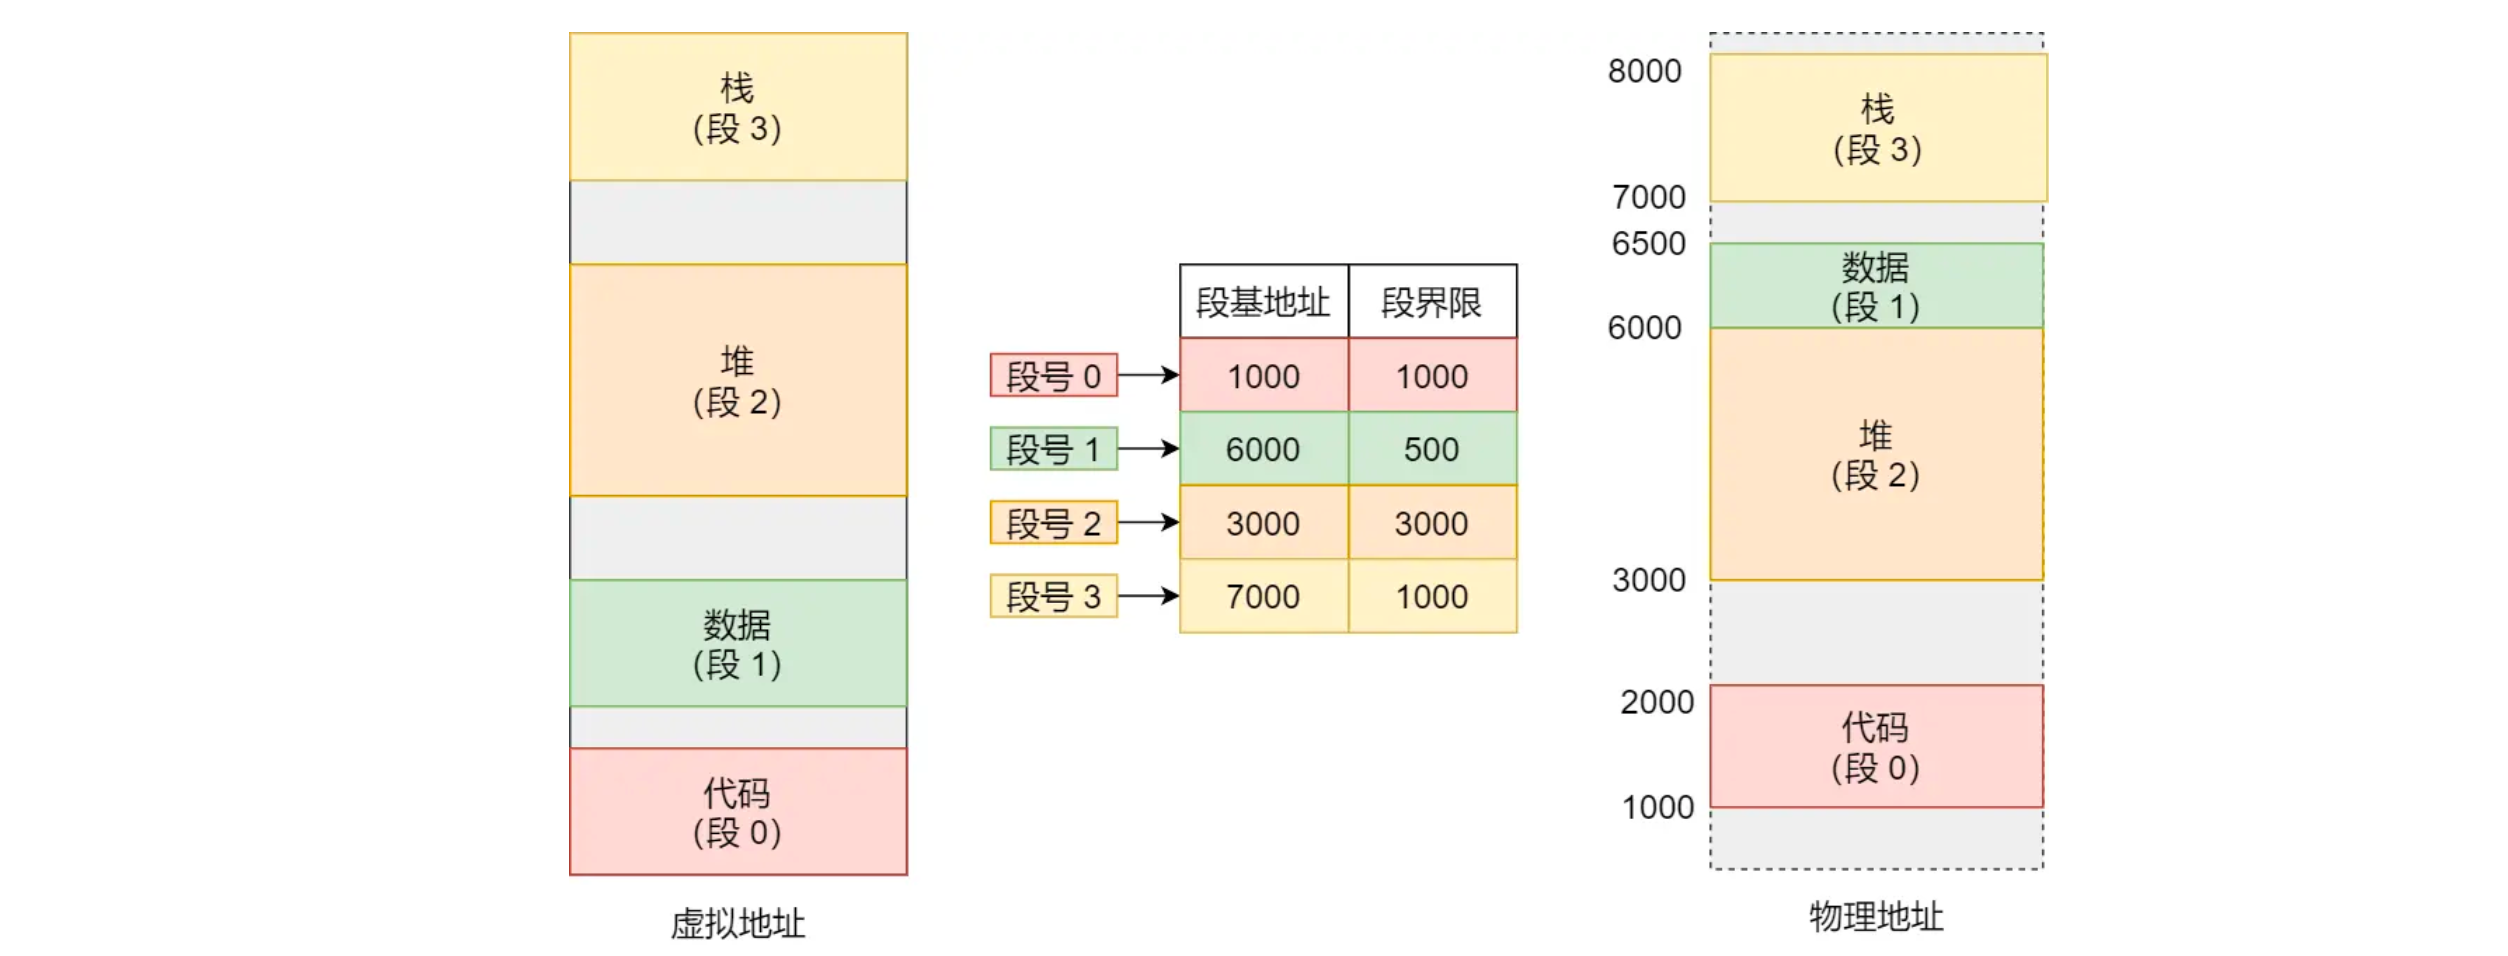 栈
(段 3)
堆
(段 2)
数据
(段 1)
代码
(段 0)
虚拟地址
段基地址 段界限
段号 0 1000 1000
段号 1 6000 500
段号 2 3000 3000
段号 3 7000 1000
8000
栈
(段 3)
7000
6500
数据
(段 1)
6000
堆
(段 2)
3000
2000
代码
(段 0)
1000
物理地址